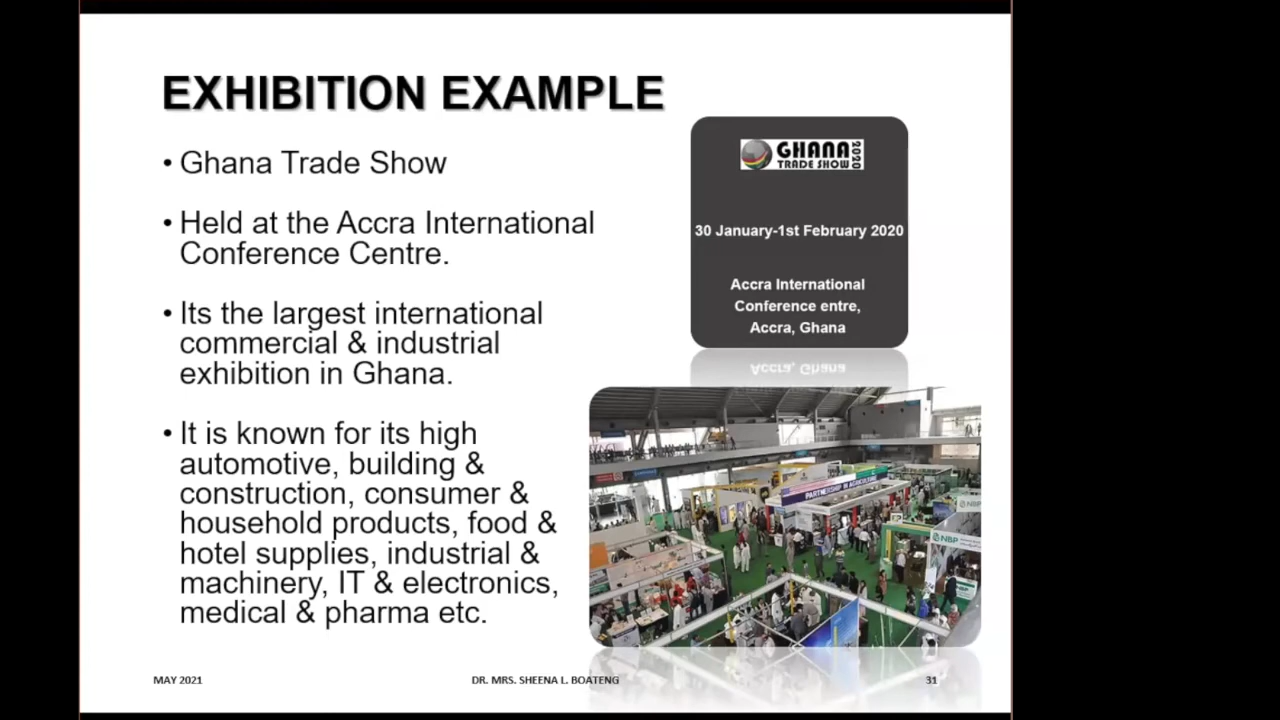 EXHIBITION EXAMPLE
• Ghana Trade Show
• Held at the Accra International
Conference Centre.
• Its the largest international
commercial & industrial
exhibition in Ghana.
• It is known for its high
automotive, building &
construction, consumer &
household products, food &
hotel supplies, industrial &
machinery, IT & electronics,
medical & pharma etc.
GHANA
TRADE SHOW
2020
30 January-1st February 2020
Accra International
Conference entre,
Accra, Ghana
PARTNERSHIP IN AGRICULTURE
NBP
NBP
MAY 2021
DR. MRS. SHEENA L. BOATENG
31